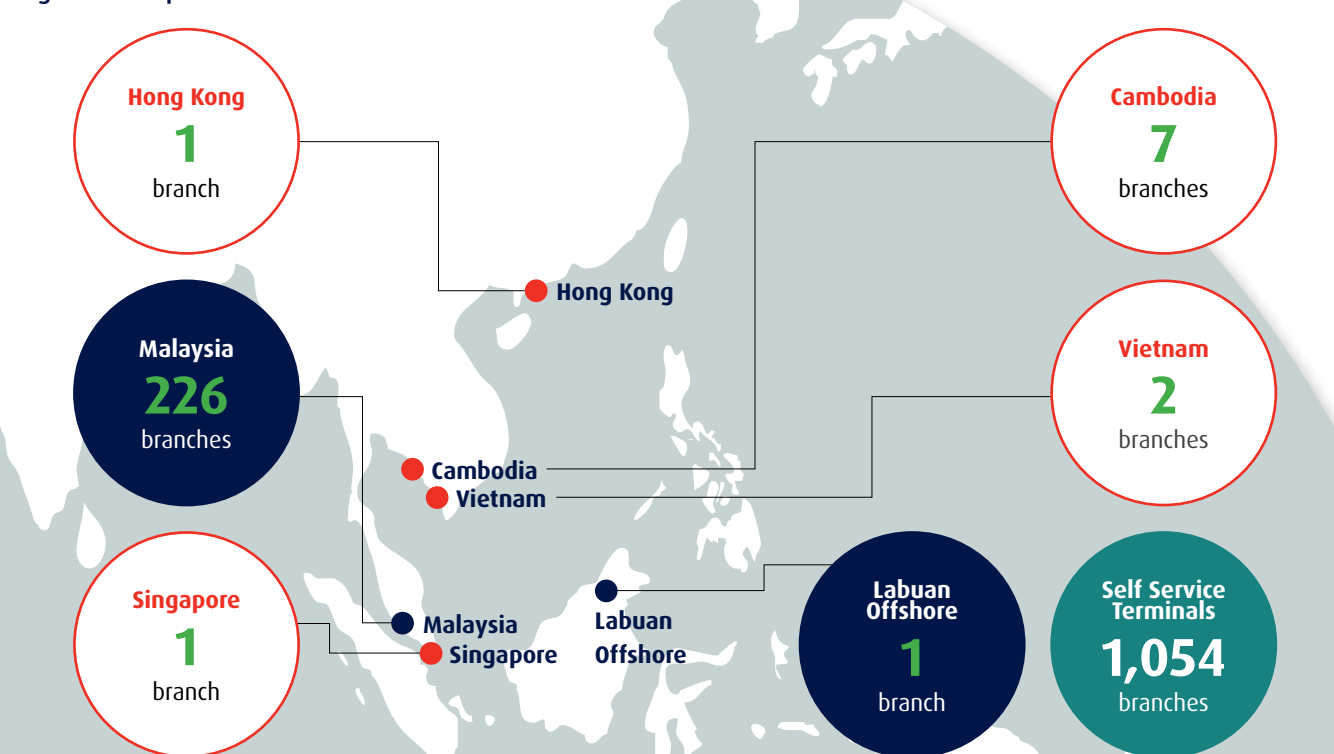 Hong Kong
1
branch
Cambodia
7
branches
Hong Kong
Malaysia
226
branches
Vietnam
2
branches
Cambodia
Vietnam
Singapore
1
branch
Malaysia
Singapore
Labuan
Offshore
Labuan
Offshore
1
branch
Self Service
Terminals
1,054
branches